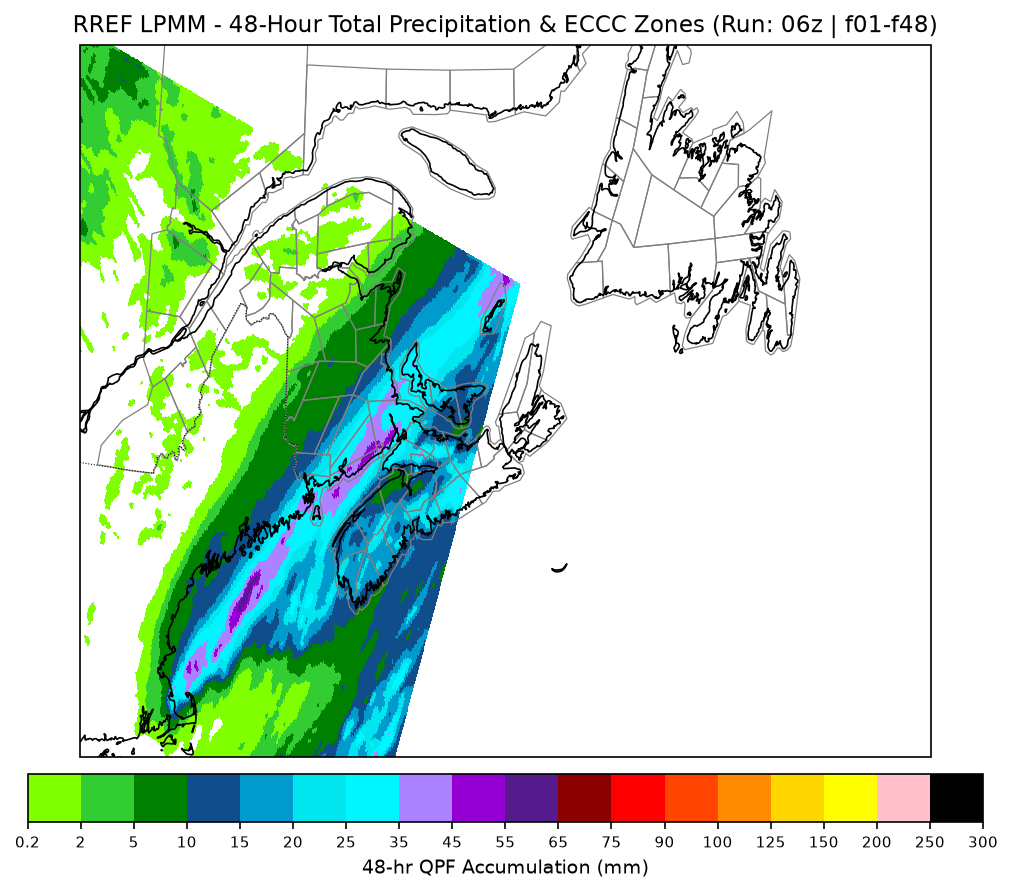 RREF LPMM - 48-Hour Total Precipitation & ECCC Zones (Run: 06z | f01-f48)
0.2 2 5 10 15 20 25 35 45 55 65 75 90 100 125 150 200 250 300
48-hr QPF Accumulation (mm)